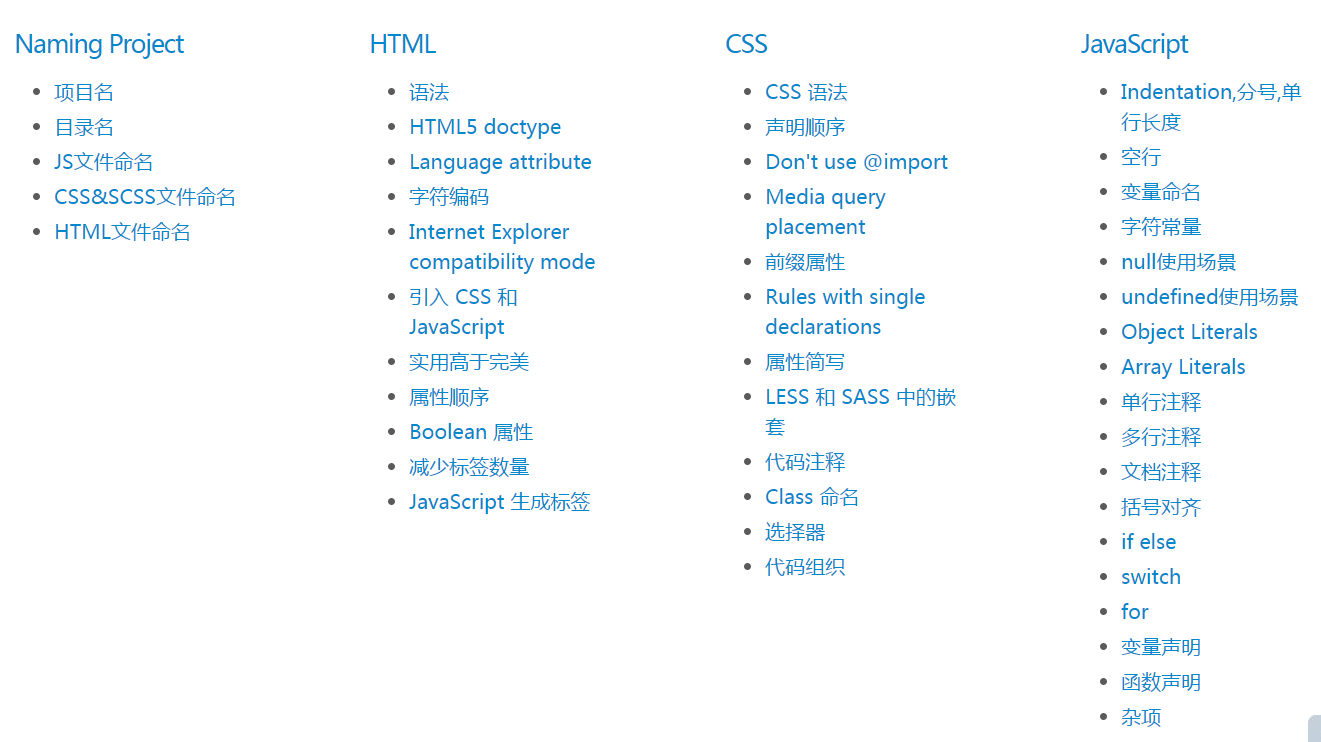 Naming Project
项目名
目录名
JS文件命名
CSS&SCSS文件命名
HTML文件命名
HTML
语法
HTML5 doctype
Language attribute
字符编码
Internet Explorer
compatibility mode
引入 CSS 和
JavaScript
实用高于完美
属性顺序
Boolean 属性
减少标签数量
JavaScript 生成标签
CSS
CSS 语法
声明顺序
Don't use @import
Media query
placement
前缀属性
Rules with single
declarations
属性简写
LESS 和 SASS 中的嵌
套
代码注释
Class 命名
选择器
代码组织
JavaScript
Indentation,分号,单
行长度
空行
变量命名
字符常量
null使用场景
undefined使用场景
Object Literals
Array Literals
单行注释
多行注释
文档注释
括号对齐
if else
switch
for
变量声明
函数声明
杂项